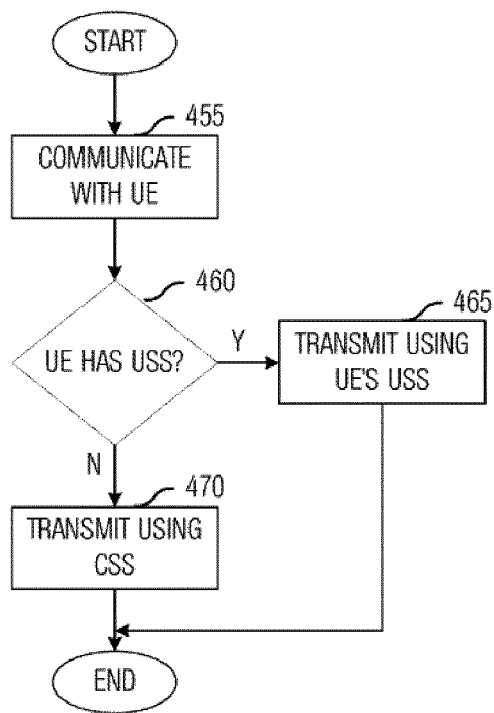 START
455
COMMUNICATE
WITH UE
460
UE HAS USS?
Y
465
TRANSMIT USING
UE'S USS
N
470
TRANSMIT USING
CSS
END